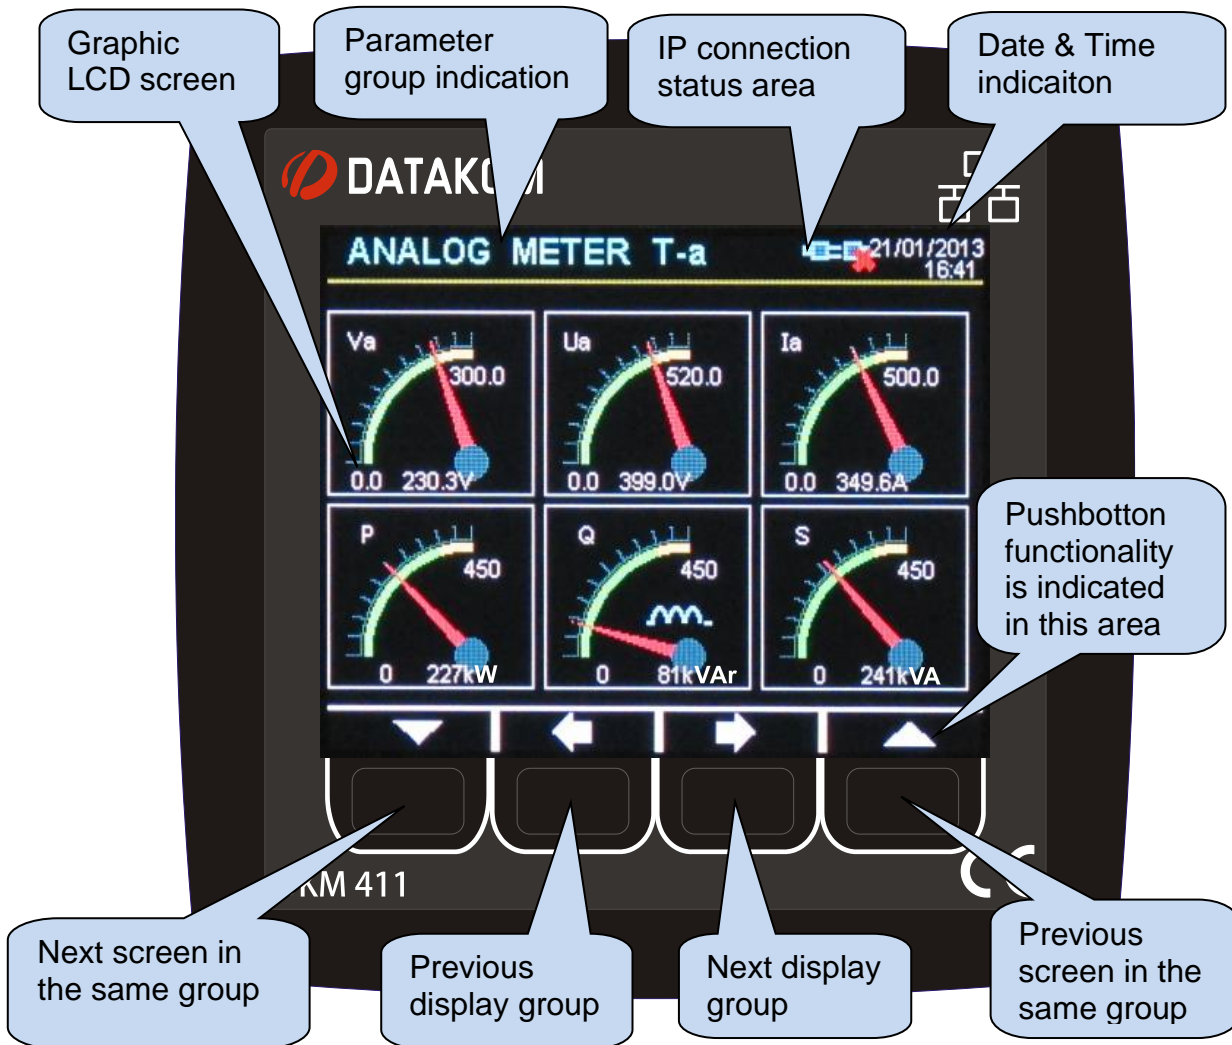 Graphic
LCD screen
Parameter
group indication
IP connection
status area
Date & Time
indicaiton
DATAKOM
ANALOG METER T-a
21/01/2013
16:41
Va
300.0
0.0 230.3V
Ua
520.0
0.0 399.0V
Ia
500.0
0.0 349.6A
P
450
0 227kW
Q
450
0 81kVAr
S
450
0 241kVA
Pushbotton
functionality
is indicated
in this area
KM 411
CE
Next screen in
the same group
Previous
display group
Next display
group
Previous
screen in the
same group